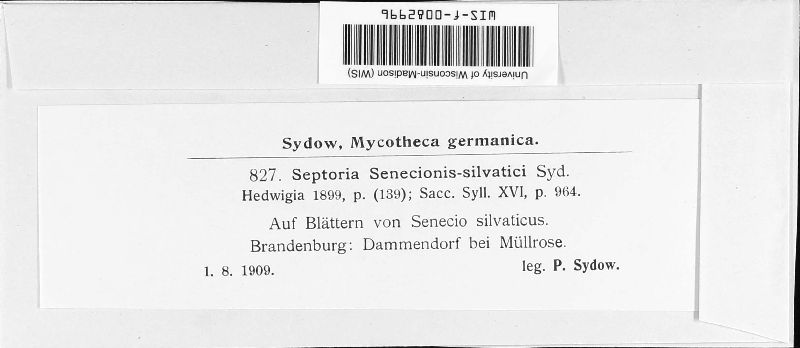 WIS-f-0085996
University of Wisconsin-Madison (WIS)
Sydow, Mycotheca germanica.
827. Septoria Senecionis-silvatici Syd.
Hedwigia 1899, p. (139); Sacc. Syll. XVI, p. 964.
Auf Blättern von Senecio silvaticus.
Brandenburg: Dammendorf bei Müllrose.
1. 8. 1909. leg. P. Sydow.